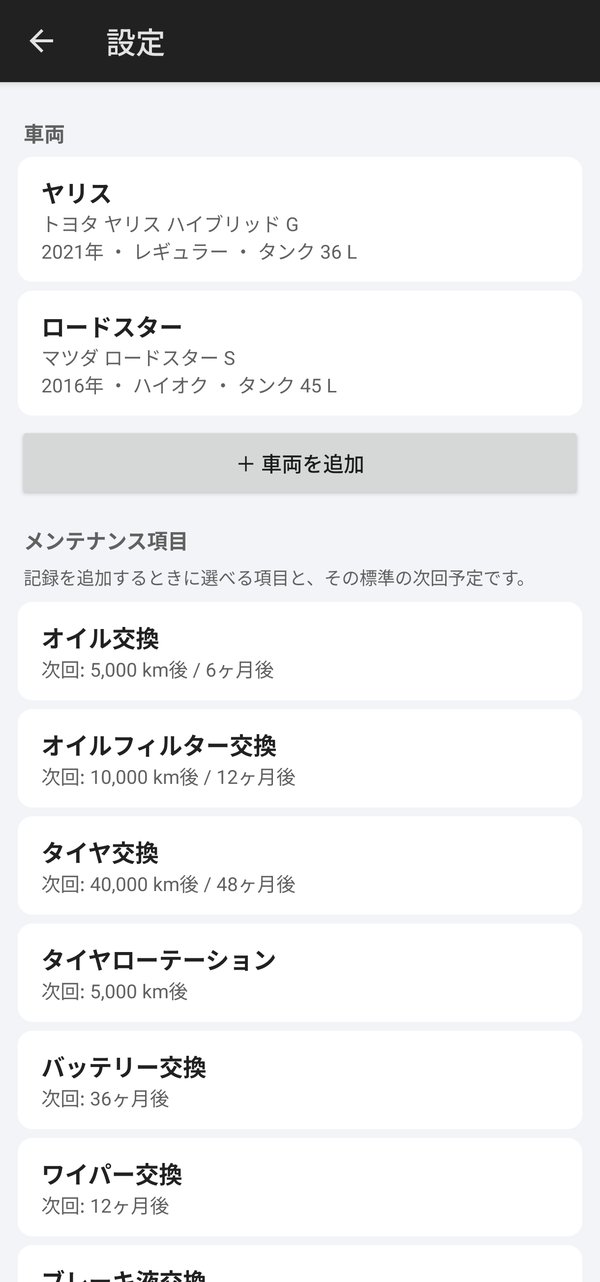 設定
車両
ヤリス
トヨタ ヤリス ハイブリッド G
2021年 ・ レギュラー ・ タンク 36 L
ロードスター
マツダ ロードスター S
2016年 ・ ハイオク ・ タンク 45 L
＋ 車両を追加
メンテナンス項目
記録を追加するときに選べる項目と、その標準の次回予定です。
オイル交換
次回: 5,000 km後 / 6ヶ月後
オイルフィルター交換
次回: 10,000 km後 / 12ヶ月後
タイヤ交換
次回: 40,000 km後 / 48ヶ月後
タイヤローテーション
次回: 5,000 km後
バッテリー交換
次回: 36ヶ月後
ワイパー交換
次回: 12ヶ月後
ブレーキ液交換